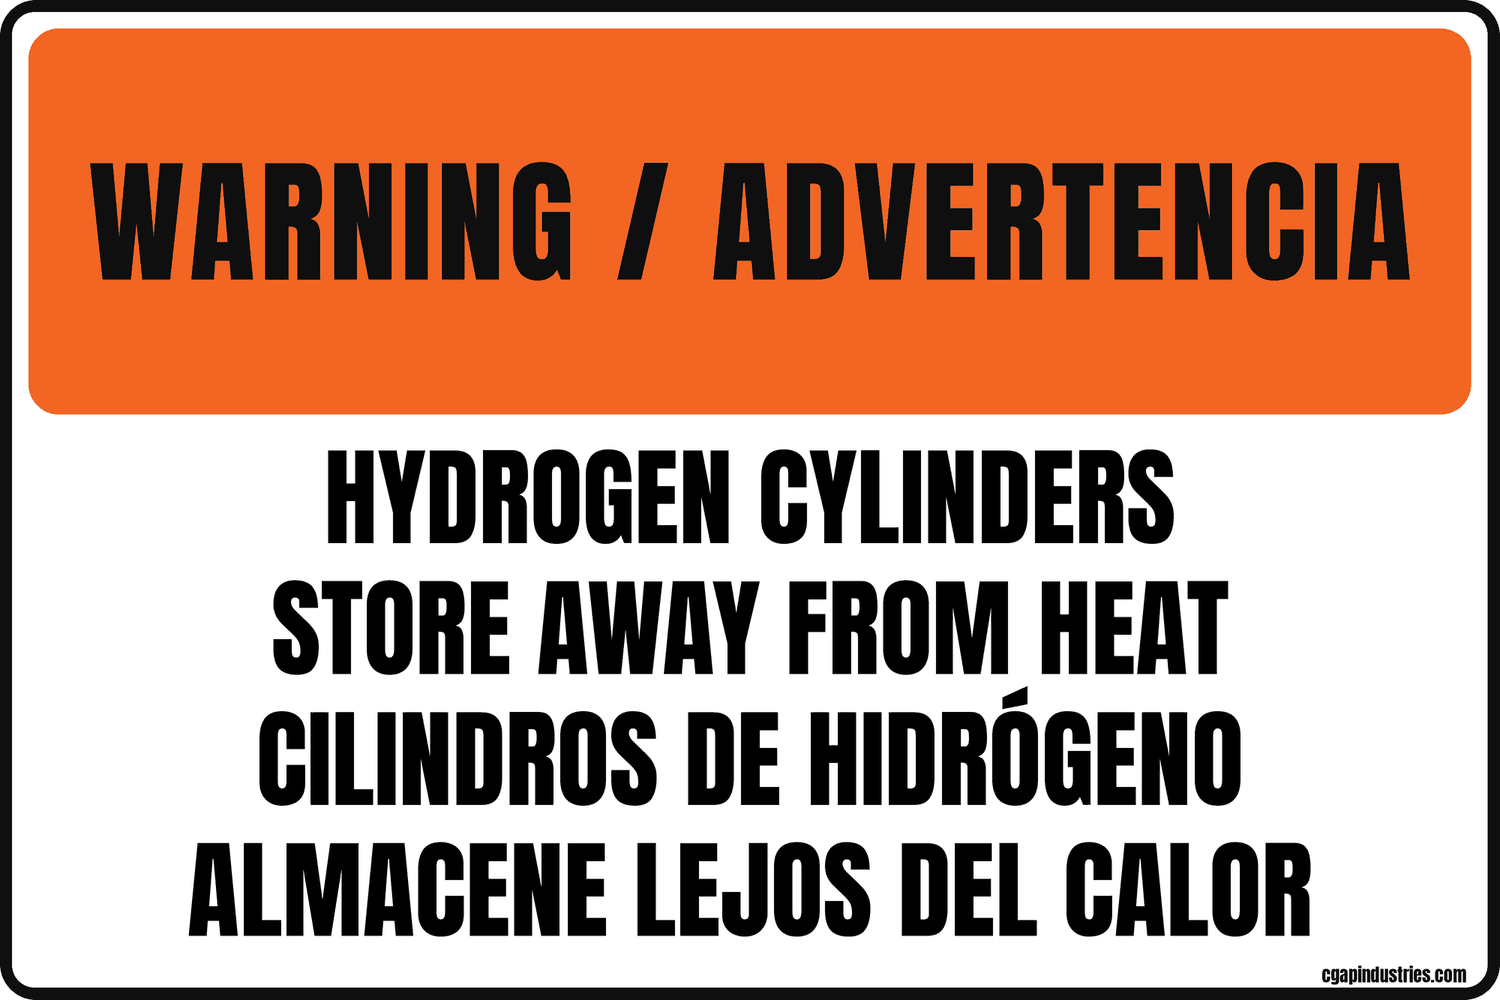 WARNING / ADVERTENCIA
HYDROGEN CYLINDERS
STORE AWAY FROM HEAT
CILINDROS DE HIDRÓGENO
ALMACENE LEJOS DEL CALOR
cgapindustries.com